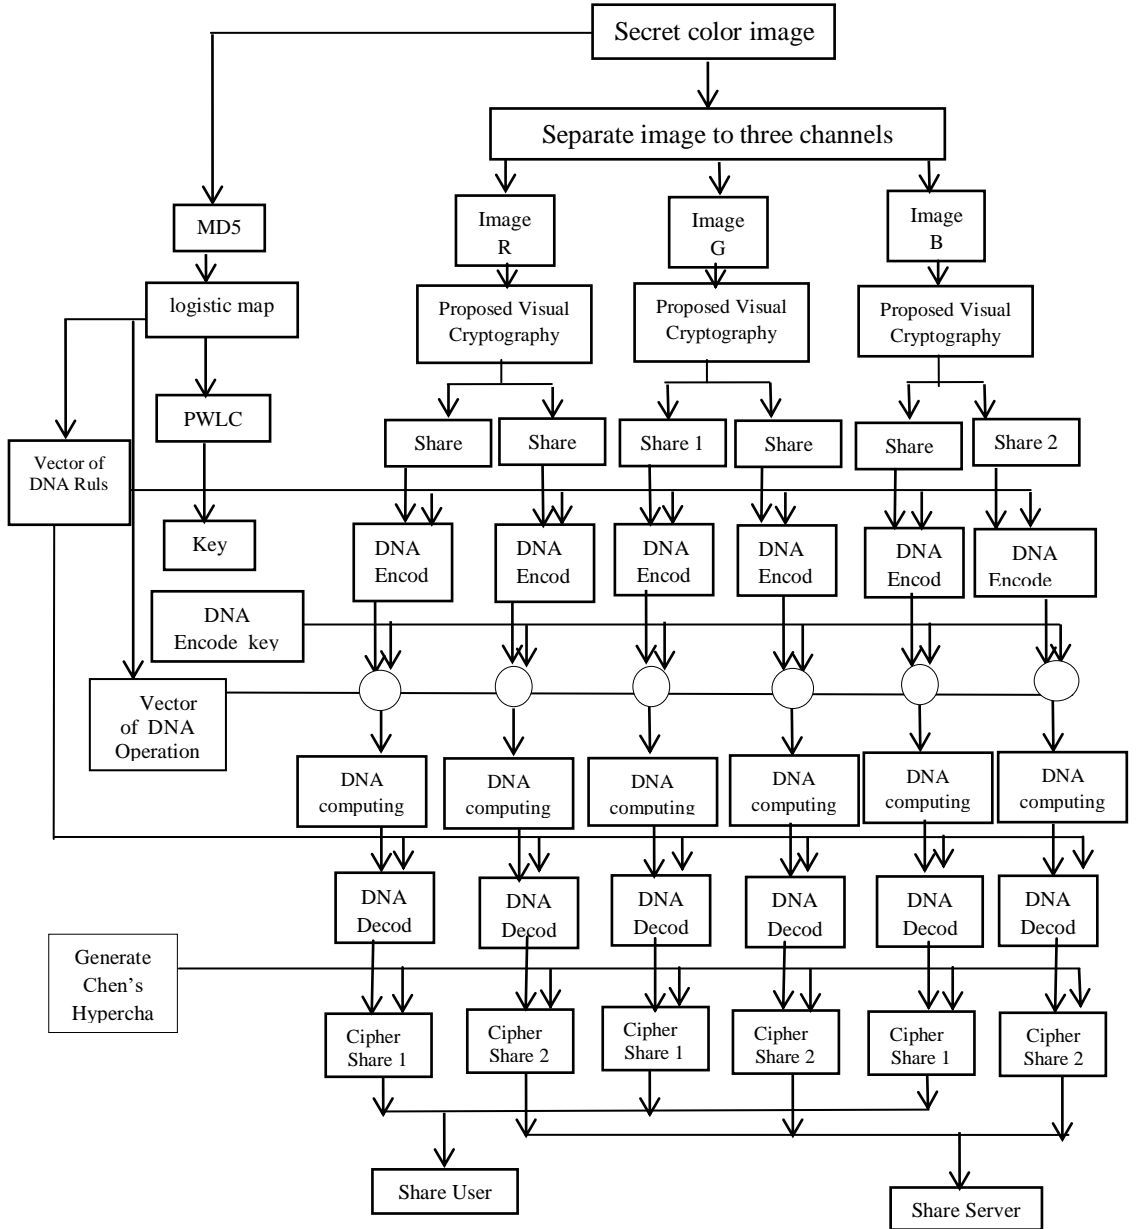 Secret color image
Separate image to three channels
MD5
Image
R
Image
G
Image
B
logistic map
Proposed Visual
Cryptography
Proposed Visual
Cryptography
Proposed Visual
Cryptography
PWLC
Share
Share
Share 1
Share
Share
Share 2
Vector of
DNA Ruls
Key
DNA
Encod
DNA
Encod
DNA
Encod
DNA
Encod
DNA
Encod
DNA
Encode
DNA
Encode key
Vector
of DNA
Operation
DNA
computing
DNA
computing
DNA
computing
DNA
computing
DNA
computing
DNA
computing
DNA
Decod
DNA
Decod
DNA
Decod
DNA
Decod
DNA
Decod
DNA
Decod
Generate
Chen's
Hypercha
Cipher
Share 1
Cipher
Share 2
Cipher
Share 1
Cipher
Share 2
Cipher
Share 1
Cipher
Share 2
Share User
Share Server